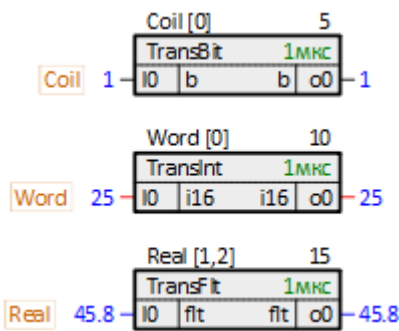 Coil [0] 5
TransBit 1мкс
Coil 1 I0 b b o0 1
Word [0] 10
TransInt 1мкс
Word 25 I0 i16 i16 o0 25
Real [1,2] 15
TransFlt 1мкс
Real 45.8 I0 flt flt o0 45.8